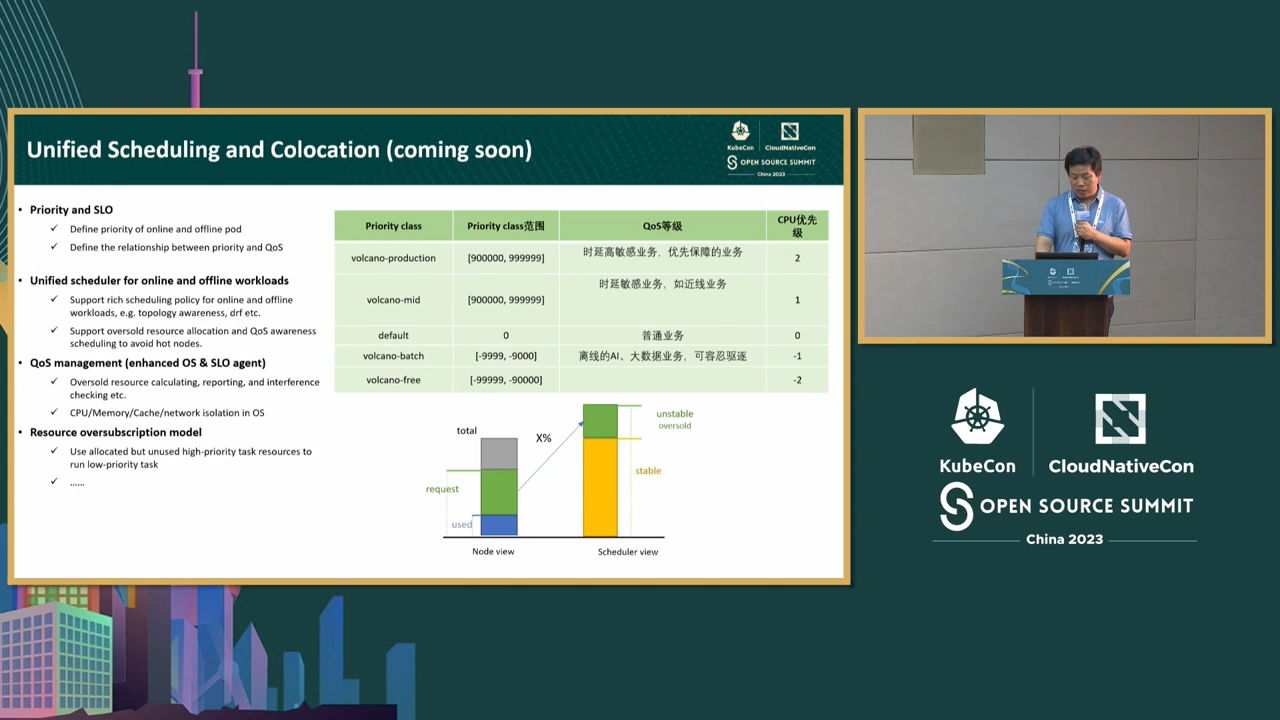 Unified Scheduling and Colocation (coming soon)
KubeCon
CloudNativeCon
OPEN SOURCE SUMMIT
China 2023
• Priority and SLO
✓ Define priority of online and offline pod
✓ Define the relationship between priority and QoS
• Unified scheduler for online and offline workloads
✓ Support rich scheduling policy for online and offline
workloads, e.g. topology awareness, drf etc.
✓ Support oversold resource allocation and QoS awareness
scheduling to avoid hot nodes.
• QoS management (enhanced OS & SLO agent)
✓ Oversold resource calculating, reporting, and interference
checking etc.
✓ CPU/Memory/Cache/network isolation in OS
• Resource oversubscription model
✓ Use allocated but unused high-priority task resources to
run low-priority task
✓ ......
Priority class Priority class范围 QoS等级 CPU优先
级
volcano-production [900000, 999999] 时延高敏感业务，优先保障的业务 2
volcano-mid [900000, 999999] 时延敏感业务，如近线业务 1
default 0 普通业务 0
volcano-batch [-9999, -9000] 离线的AI、大数据业务，可容忍驱逐 -1
volcano-free [-99999, -90000] -2
total
X%
unstable
oversold
request
stable
used
Node view
Scheduler view
KubeCon
CloudNativeCon
OPEN SOURCE SUMMIT
China 2023